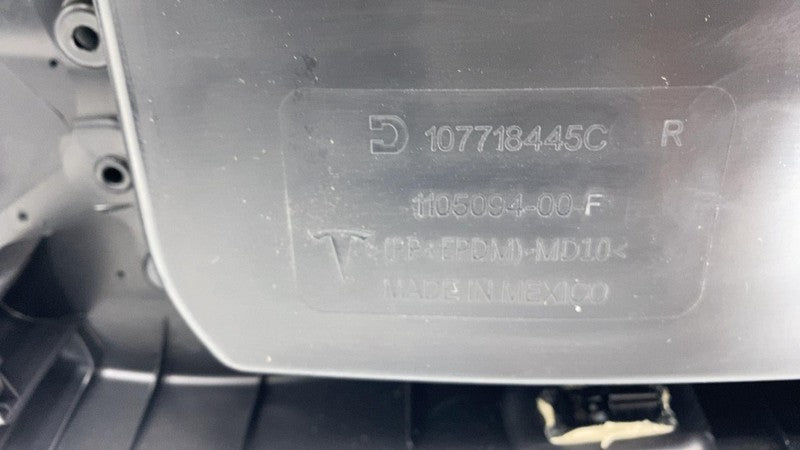 107718445C R
1105094-00-F
>(PP+EPDM)-MD10<
MADE IN MEXICO